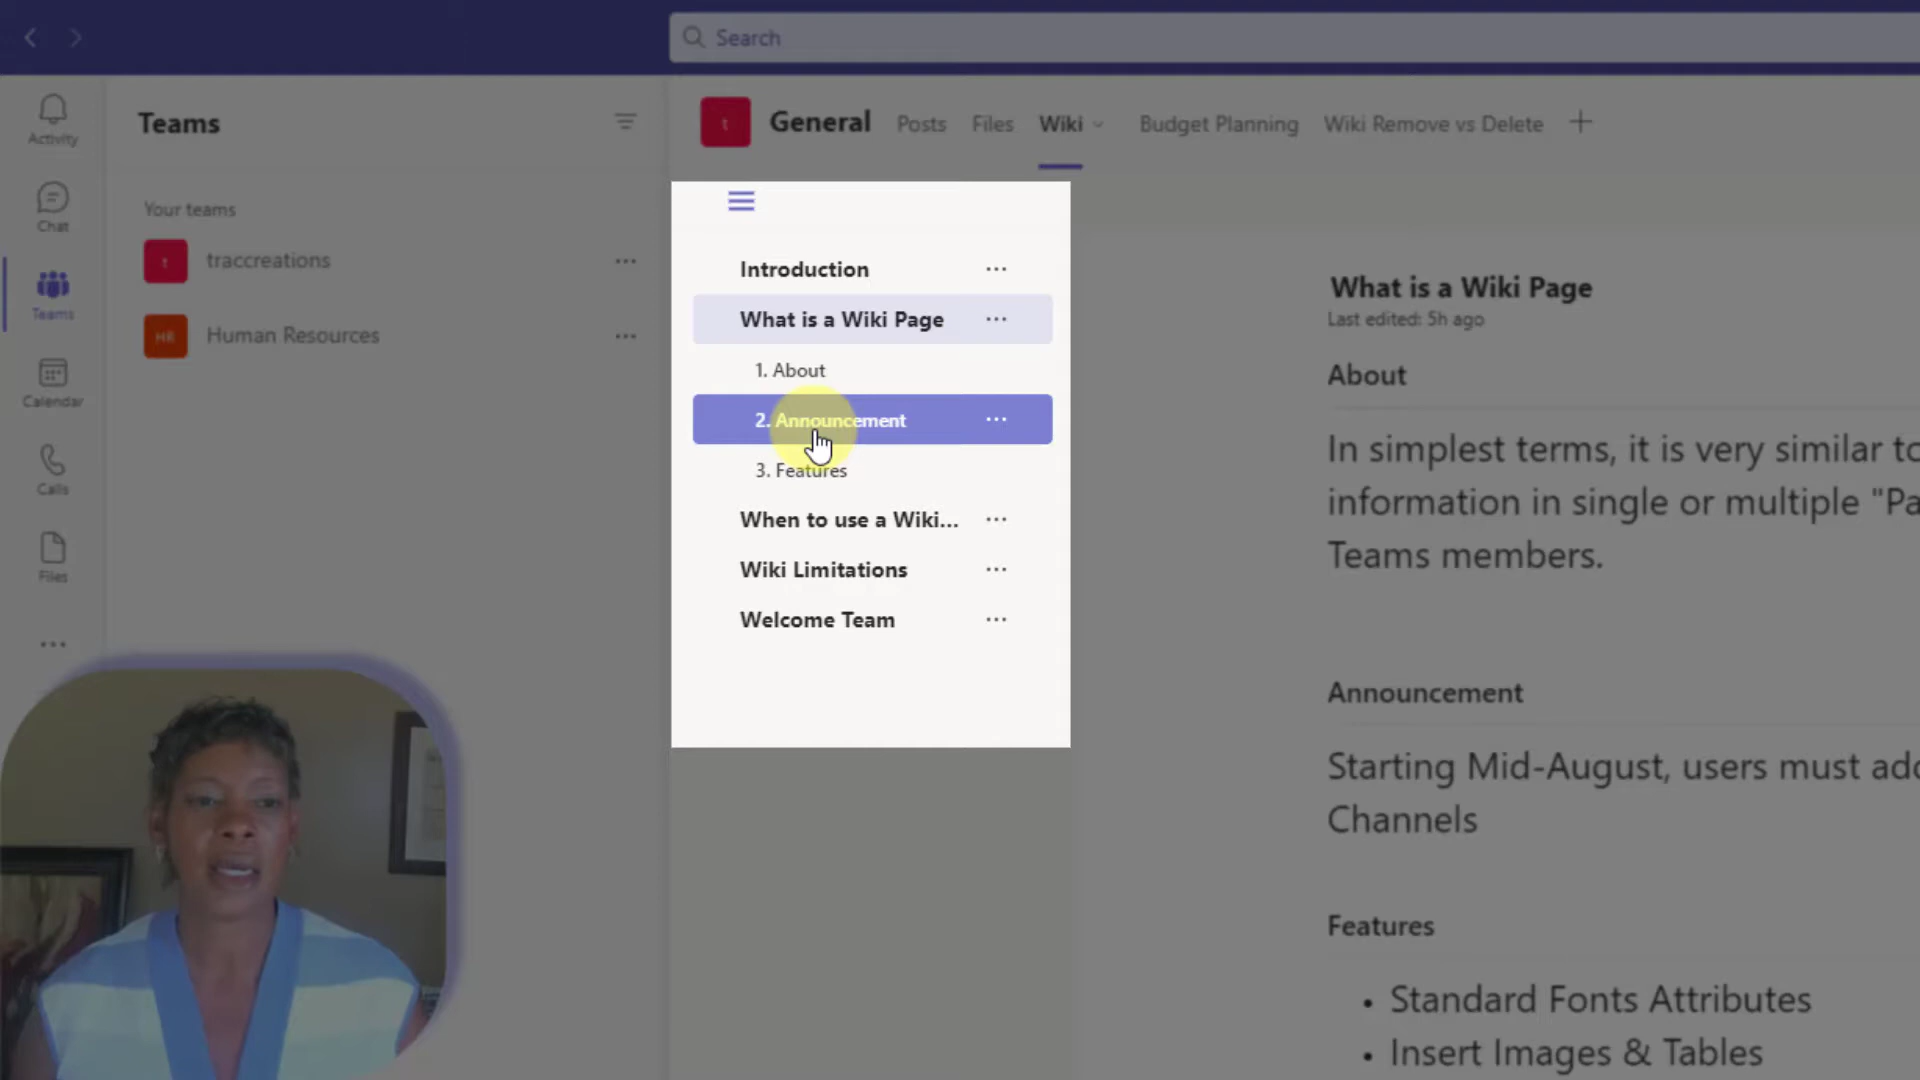 Search
Activity
Chat
Teams
Calendar
Calls
Files
Teams
Your teams
t traccreations
HR Human Resources
t General Posts Files Wiki Budget Planning Wiki Remove vs Delete
Introduction
What is a Wiki Page
1. About
2. Announcement
3. Features
When to use a Wiki...
Wiki Limitations
Welcome Team
What is a Wiki Page
Last edited: 5h ago
About
In simplest terms, it is very similar to
information in single or multiple "Pa
Teams members.
Announcement
Starting Mid-August, users must add
Channels
Features
• Standard Fonts Attributes
• Insert Images & Tables